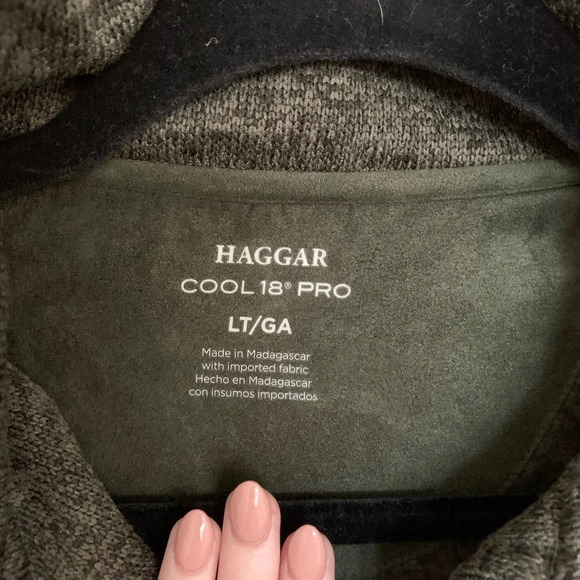 HAGGAR
COOL 18® PRO
LT/GA
Made in Madagascar
with imported fabric
Hecho en Madagascar
con insumos importados